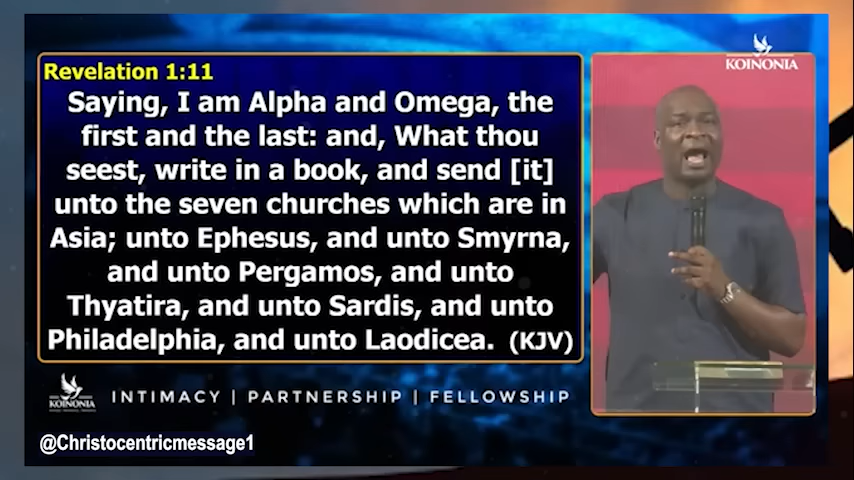 Revelation 1:11
Saying, I am Alpha and Omega, the
first and the last: and, What thou
seest, write in a book, and send [it]
unto the seven churches which are in
Asia; unto Ephesus, and unto Smyrna,
and unto Pergamos, and unto
Thyatira, and unto Sardis, and unto
Philadelphia, and unto Laodicea. (KJV)
KOINONIA
KOINONIA
INTIMACY | PARTNERSHIP | FELLOWSHIP
@Christocentricmessage1